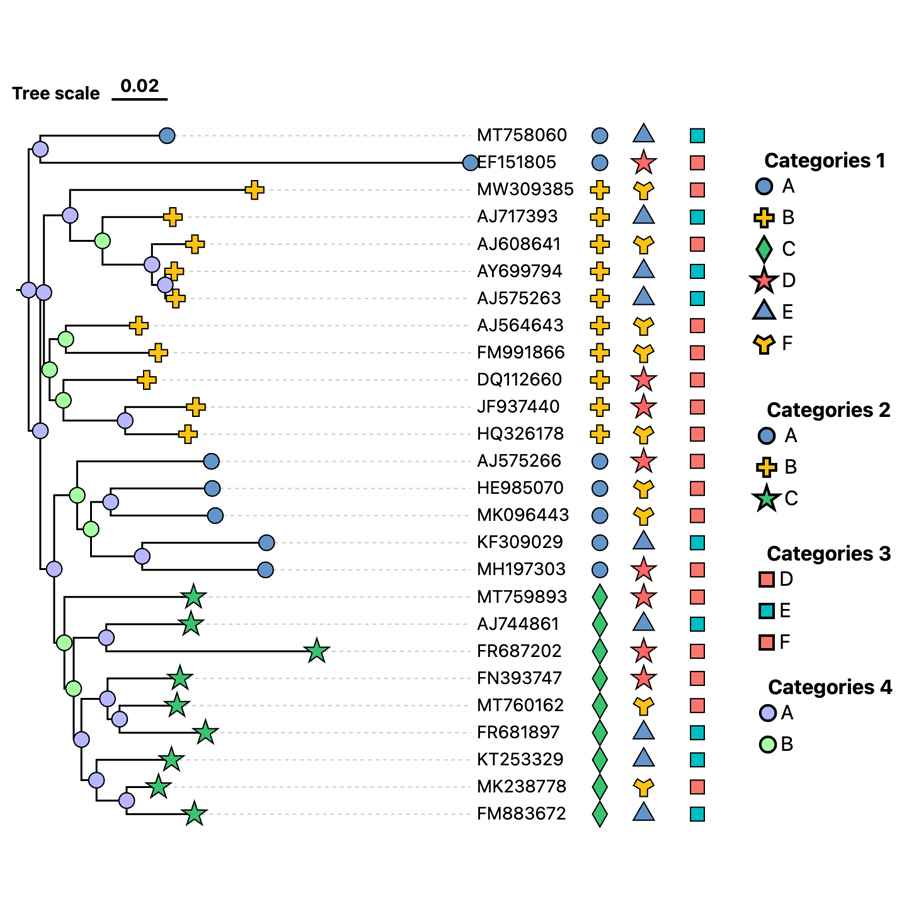 0.02
Tree scale
MT758060
EF151805
MW309385
AJ717393
AJ608641
AY699794
AJ575263
AJ564643
FM991866
DQ112660
JF937440
HQ326178
AJ575266
HE985070
MK096443
KF309029
MH197303
MT759893
AJ744861
FR687202
FN393747
MT760162
FR681897
KT253329
MK238778
FM883672
Categories 1
A
B
C
D
E
F
Categories 2
A
B
C
Categories 3
D
E
F
Categories 4
A
B